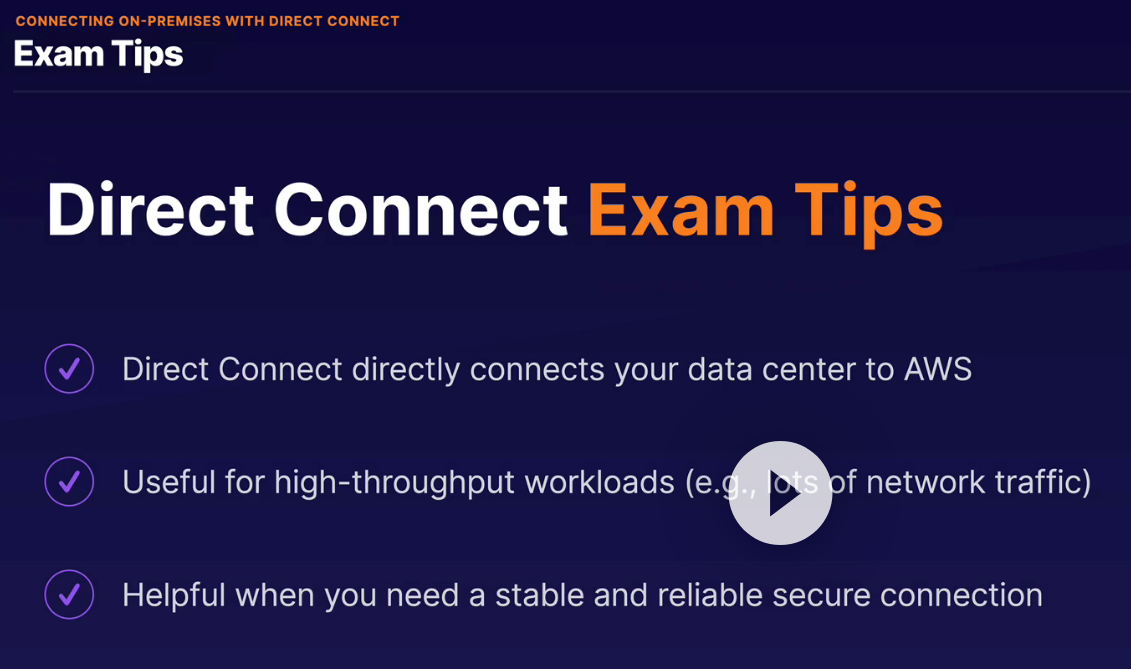 CONNECTING ON-PREMISES WITH DIRECT CONNECT
Exam Tips
Direct Connect Exam Tips
Direct Connect directly connects your data center to AWS
Useful for high-throughput workloads (e.g., lots of network traffic)
Helpful when you need a stable and reliable secure connection